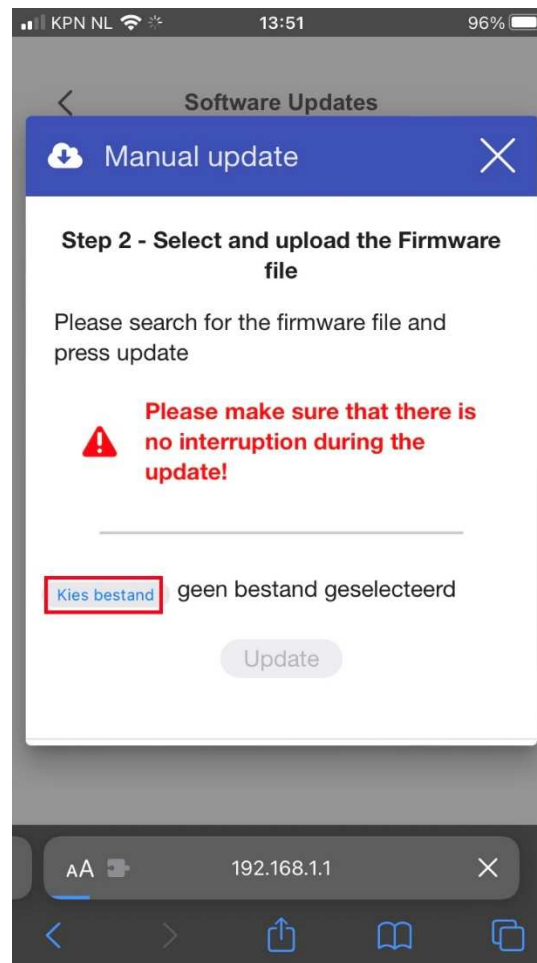 KPN NL 13:51 96%
Software Updates
Manual update
Step 2 - Select and upload the Firmware
file
Please search for the firmware file and
press update
Please make sure that there is
no interruption during the
update!
Kies bestand geen bestand geselecteerd
Update
AA 192.168.1.1